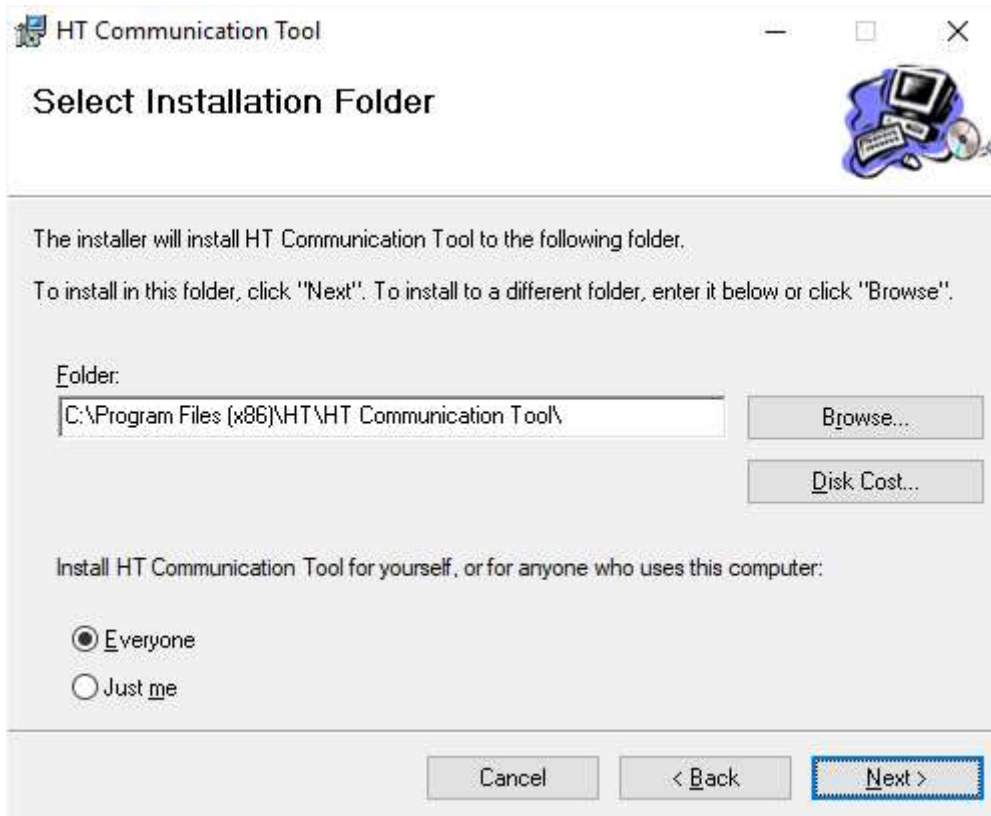 HT Communication Tool
Select Installation Folder
The installer will install HT Communication Tool to the following folder.
To install in this folder, click "Next". To install to a different folder, enter it below or click "Browse".
Folder:
C:\Program Files (x86)\HT\HT Communication Tool\
Browse...
Disk Cost...
Install HT Communication Tool for yourself, or for anyone who uses this computer:
Everyone
Just me
Cancel
< Back
Next >